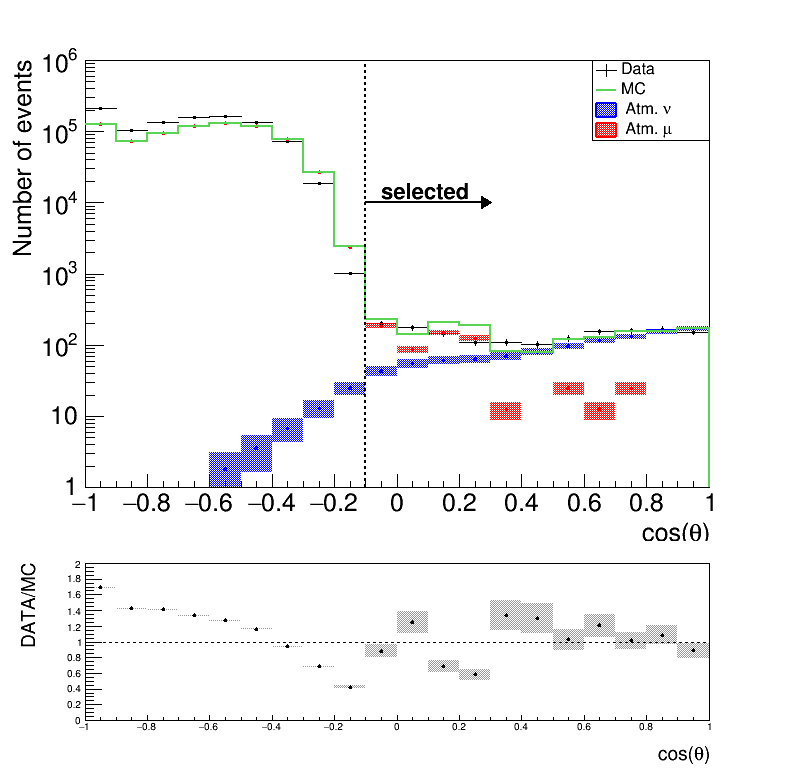 Number of events
10^6
10^5
10^4
10^3
10^2
10
1
Data
MC
Atm. ν
Atm. μ
selected
−1 −0.8 −0.6 −0.4 −0.2 0 0.2 0.4 0.6 0.8 1
cos(θ)
DATA/MC
2
1.8
1.6
1.4
1.2
1
0.8
0.6
0.4
0.2
0
−1 −0.8 −0.6 −0.4 −0.2 0 0.2 0.4 0.6 0.8 1
cos(θ)